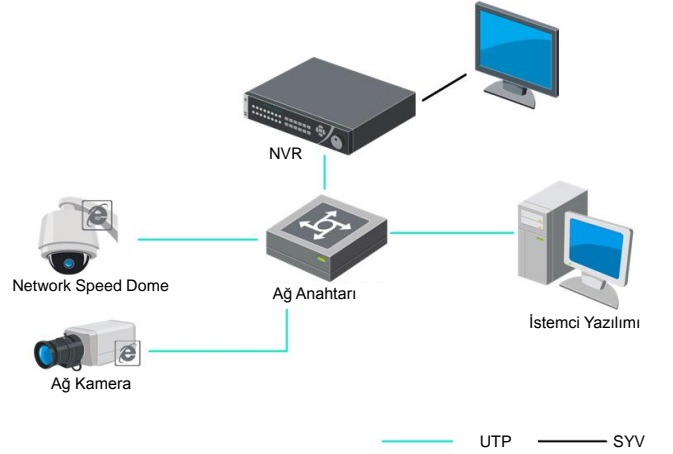 NVR
Network Speed Dome
Ağ Anahtarı
İstemci Yazılımı
Ağ Kamera
UTP
SYV